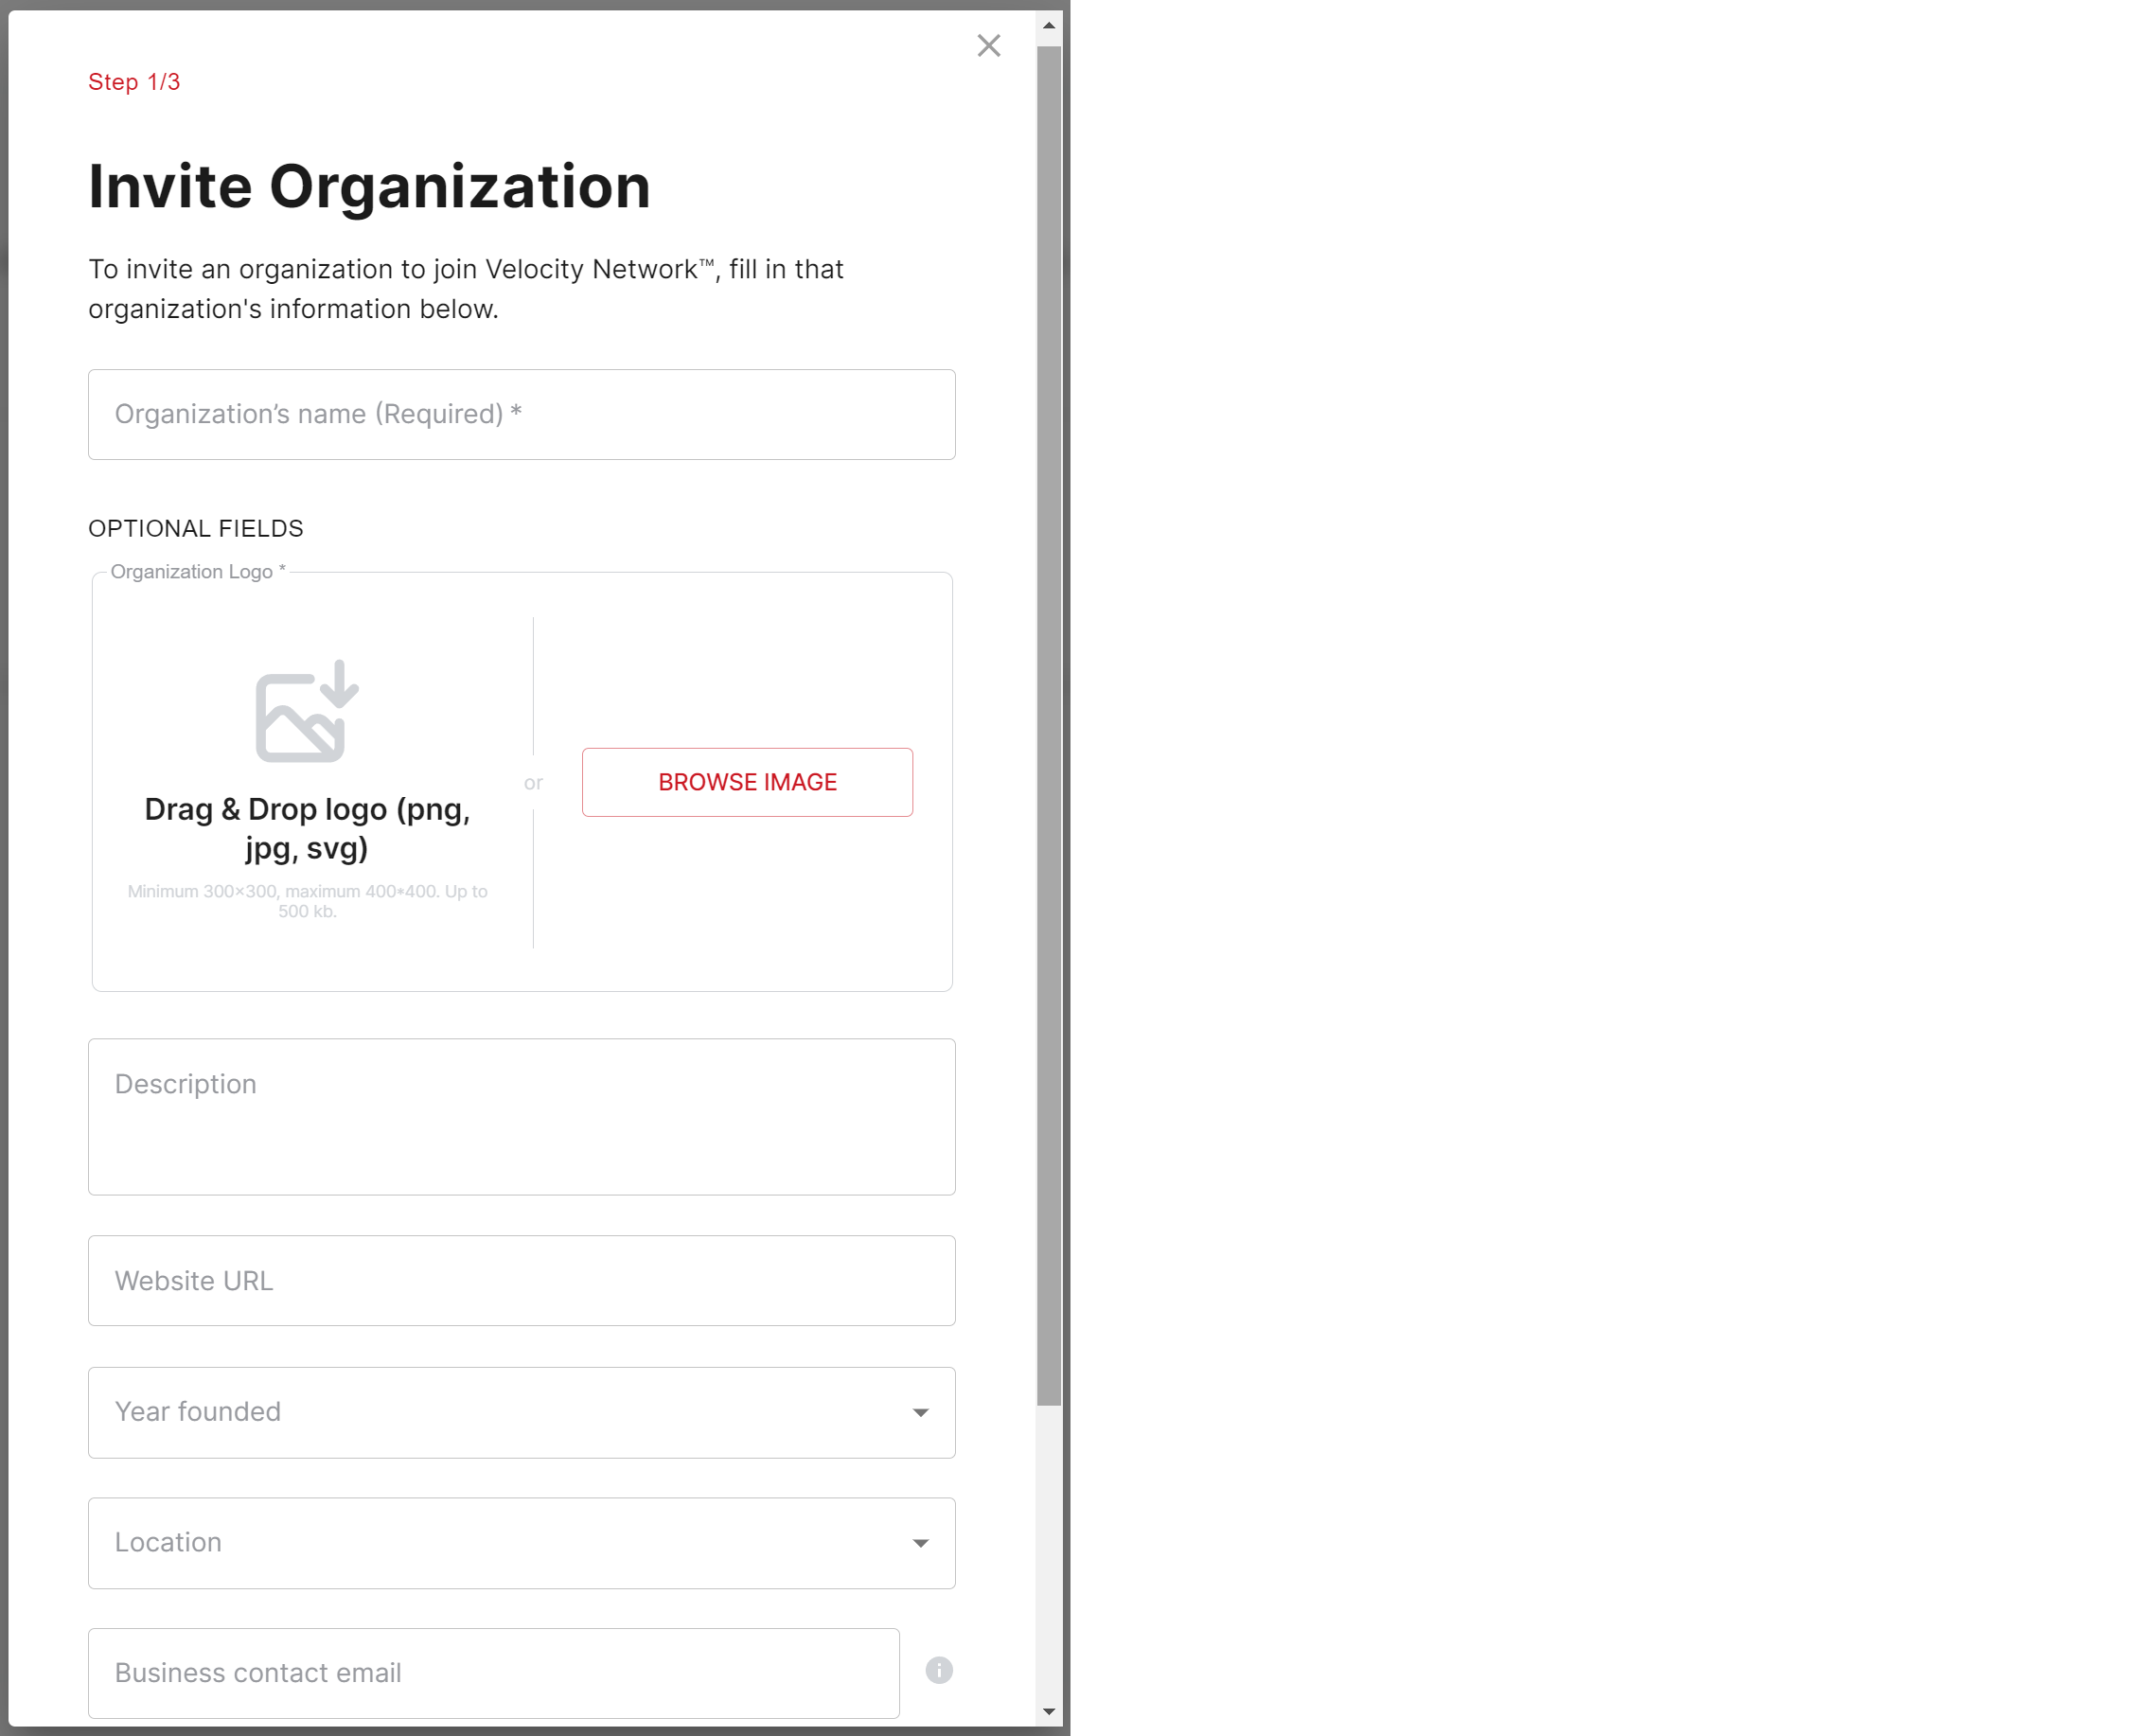 Step 1/3
Invite Organization
To invite an organization to join Velocity Network™, fill in that
organization's information below.
Organization’s name (Required) *
OPTIONAL FIELDS
Organization Logo *
Drag & Drop logo (png,
jpg, svg)
Minimum 300×300, maximum 400*400. Up to
500 kb.
or
BROWSE IMAGE
Description
Website URL
Year founded
Location
Business contact email